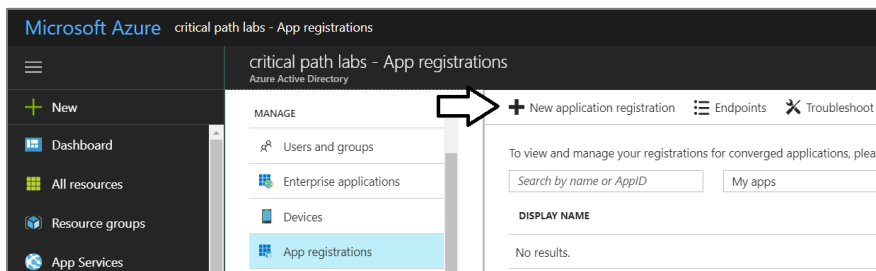 Microsoft Azure critical path labs - App registrations
critical path labs - App registrations
Azure Active Directory
New
Dashboard
All resources
Resource groups
App Services
MANAGE
Users and groups
Enterprise applications
Devices
App registrations
New application registration Endpoints Troubleshoot
To view and manage your registrations for converged applications, plea
Search by name or AppID My apps
DISPLAY NAME
No results.